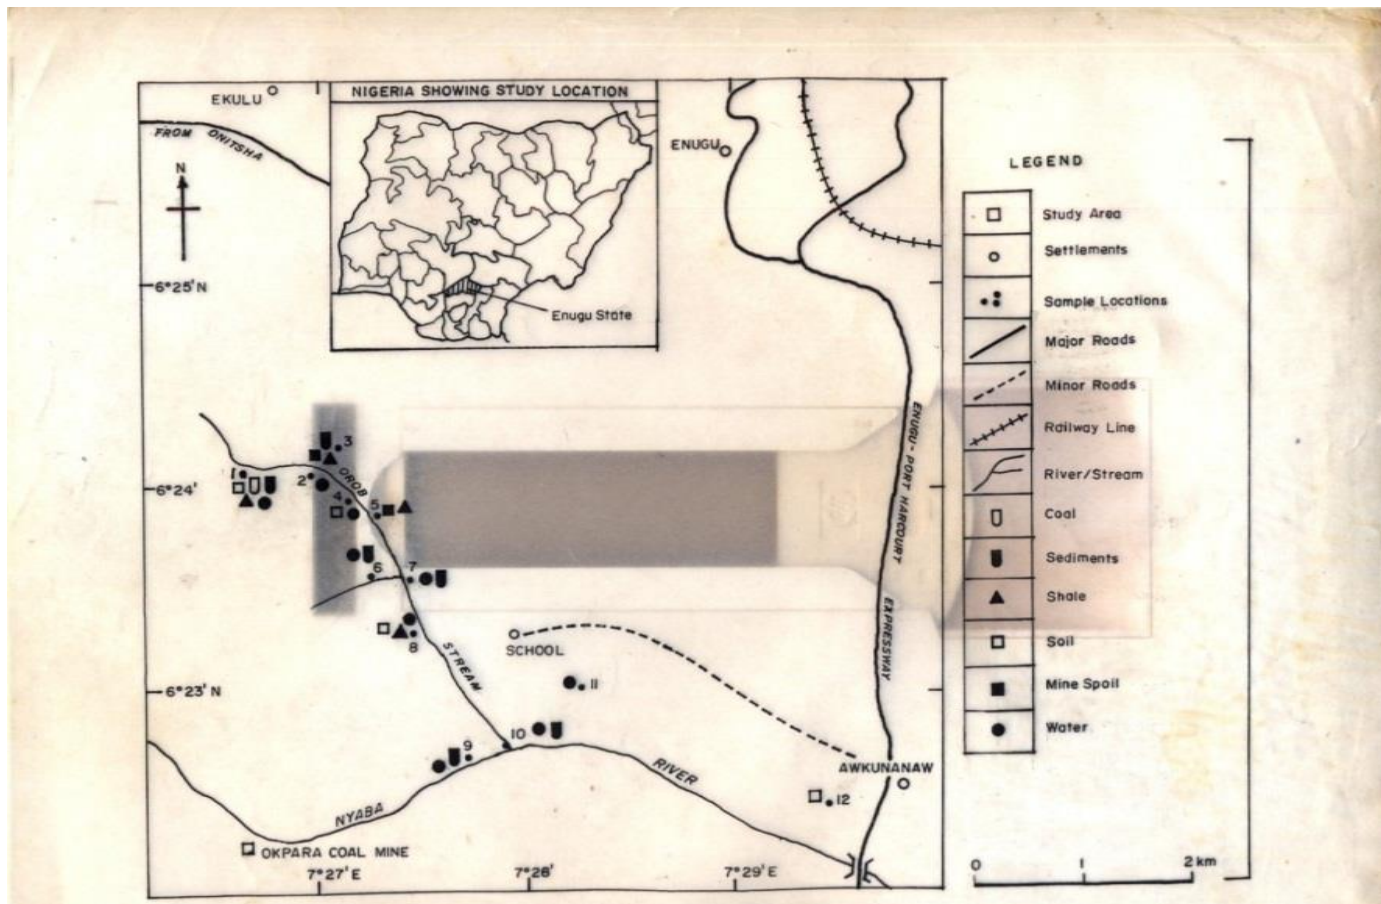 EKULU
FROM ONITSHA
N
NIGERIA SHOWING STUDY LOCATION
Enugu State
ENUGU
6°25' N
6°24'
6°23' N
1
2
3
OROB
4
5
6
7
8
STREAM
SCHOOL
11
10
9
NYABA
RIVER
AWKUNANAW
12
OKPARA COAL MINE
7°27' E
7°28'
7°29' E
ENUGU - PORT HARCOURT
EXPRESSWAY
LEGEND
Study Area
Settlements
Sample Locations
Major Roads
Minor Roads
Railway Line
River/Stream
Coal
Sediments
Shale
Soil
Mine Spoil
Water
0 1 2 km